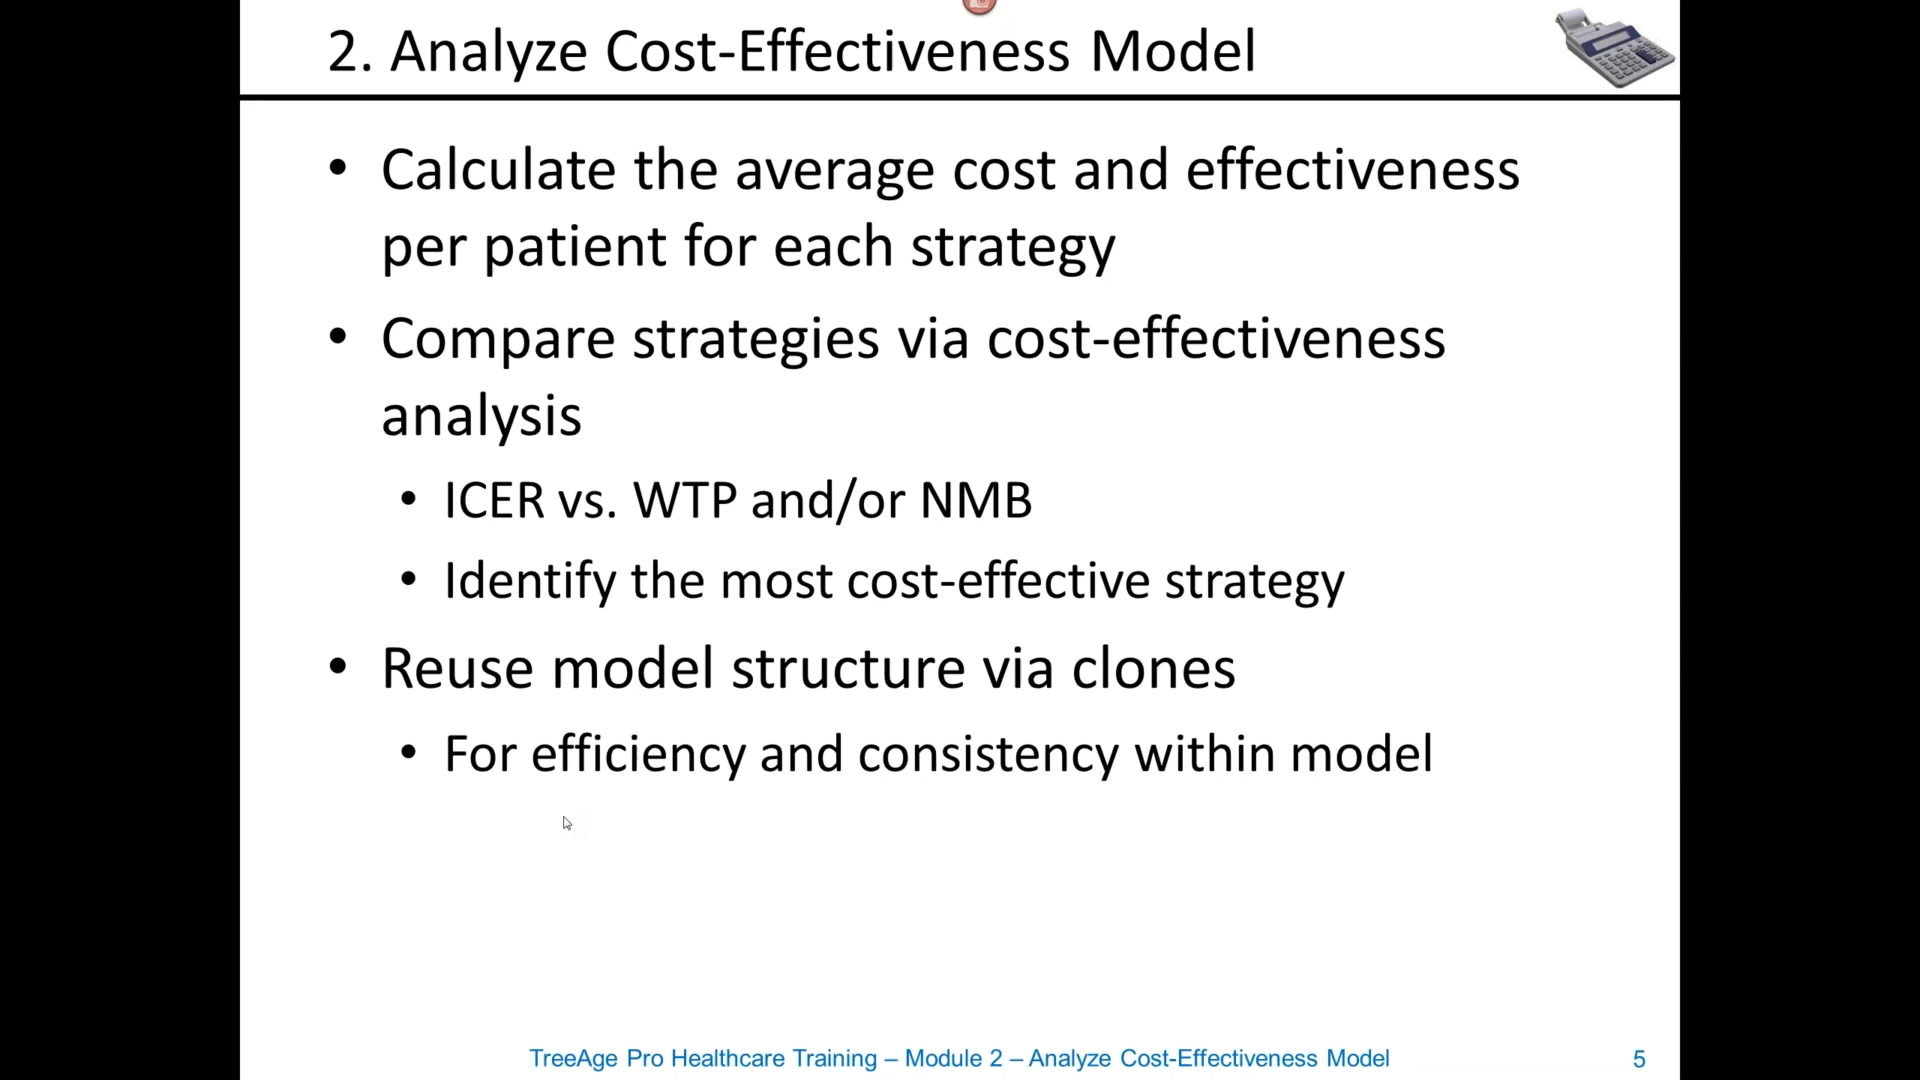 2. Analyze Cost-Effectiveness Model
• Calculate the average cost and effectiveness
per patient for each strategy
• Compare strategies via cost-effectiveness
analysis
• ICER vs. WTP and/or NMB
• Identify the most cost-effective strategy
• Reuse model structure via clones
• For efficiency and consistency within model
TreeAge Pro Healthcare Training – Module 2 – Analyze Cost-Effectiveness Model
5